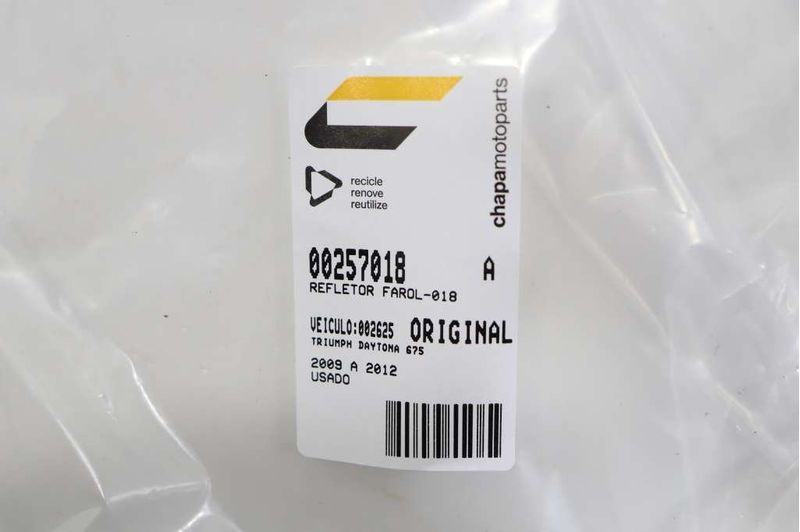 chapamotoparts
recicle
renove
reutilize
00257018 A
REFLETOR FAROL-018
VEICULO:002625 ORIGINAL
TRIUMPH DAYTONA 675
2009 A 2012
USADO